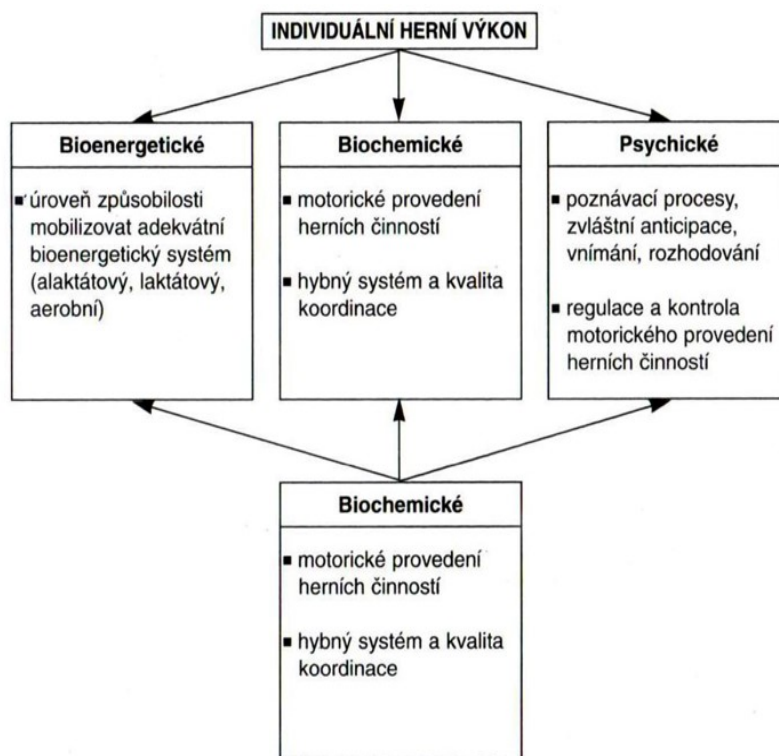 INDIVIDUÁLNÍ HERNÍ VÝKON
Bioenergetické
▪ úroveň způsobilosti
mobilizovat adekvátní
bioenergetický systém
(alaktátový, laktátový,
aerobní)
Biochemické
▪ motorické provedení
herních činností
▪ hybný systém a kvalita
koordinace
Psychické
▪ poznávací procesy,
zvláštní anticipace,
vnímání, rozhodování
▪ regulace a kontrola
motorického provedení
herních činností
Biochemické
▪ motorické provedení
herních činností
▪ hybný systém a kvalita
koordinace